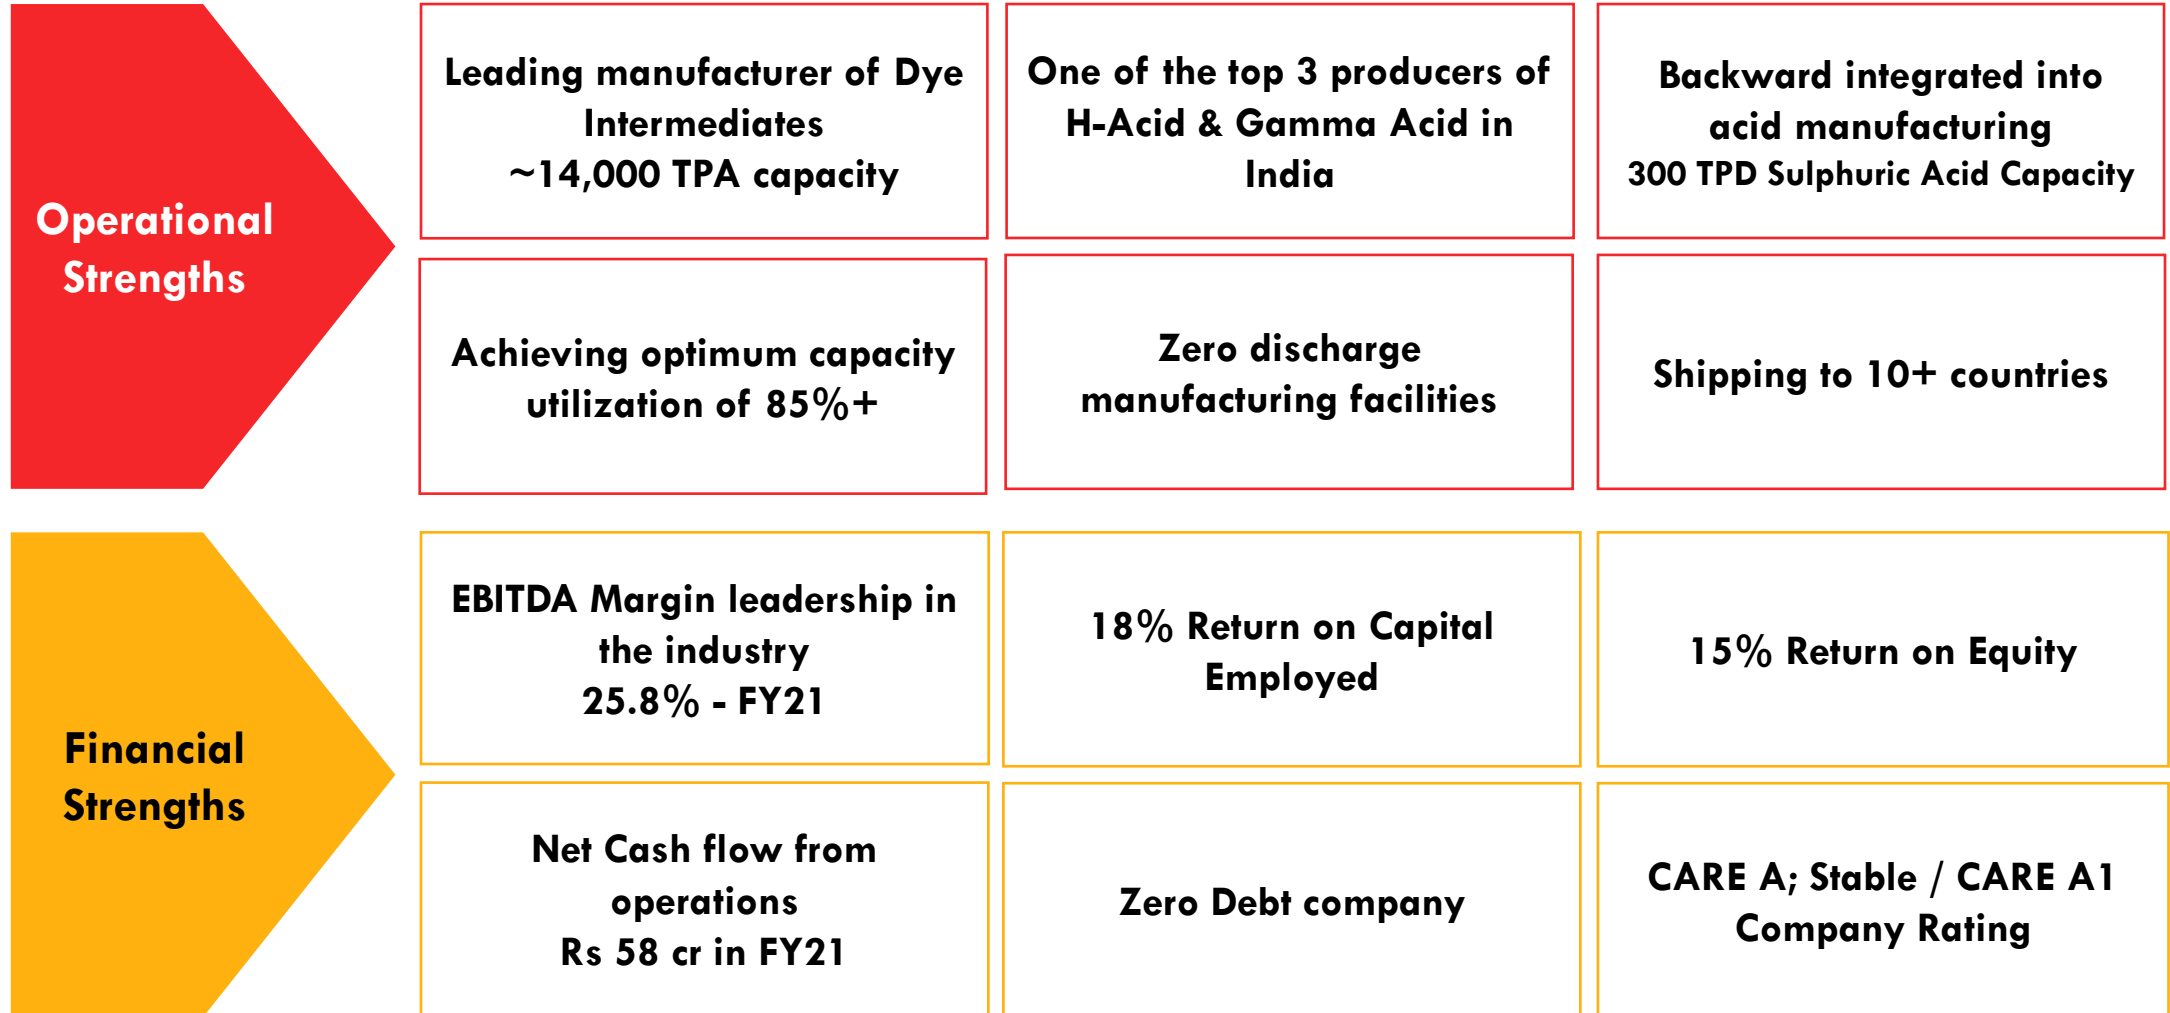 Operational
Strengths
Leading manufacturer of Dye
Intermediates
~14,000 TPA capacity
One of the top 3 producers of
H-Acid & Gamma Acid in
India
Backward integrated into
acid manufacturing
300 TPD Sulphuric Acid Capacity
Achieving optimum capacity
utilization of 85%+
Zero discharge
manufacturing facilities
Shipping to 10+ countries
Financial
Strengths
EBITDA Margin leadership in
the industry
25.8% - FY21
18% Return on Capital
Employed
15% Return on Equity
Net Cash flow from
operations
Rs 58 cr in FY21
Zero Debt company
CARE A; Stable / CARE A1
Company Rating